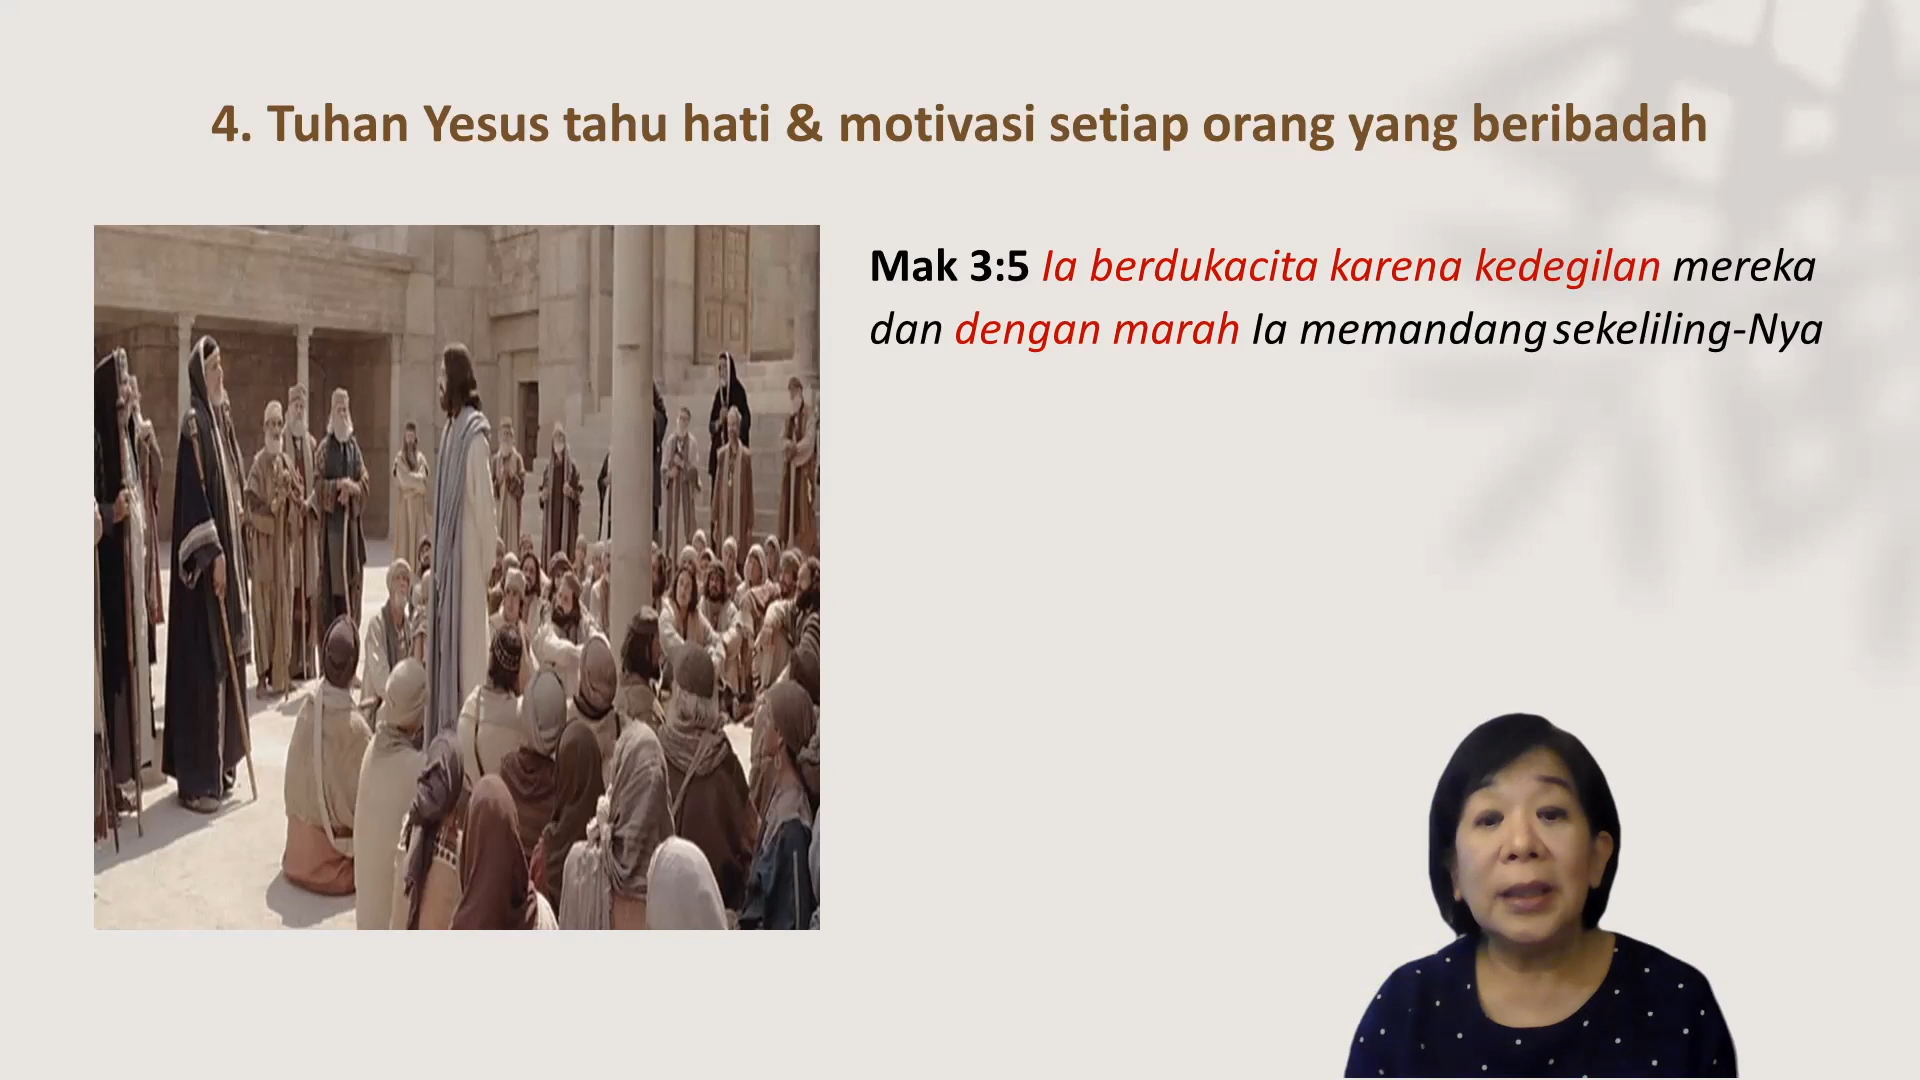 4. Tuhan Yesus tahu hati & motivasi setiap orang yang beribadah
Mak 3:5 Ia berdukacita karena kedegilan mereka
dan dengan marah Ia memandang sekeliling-Nya